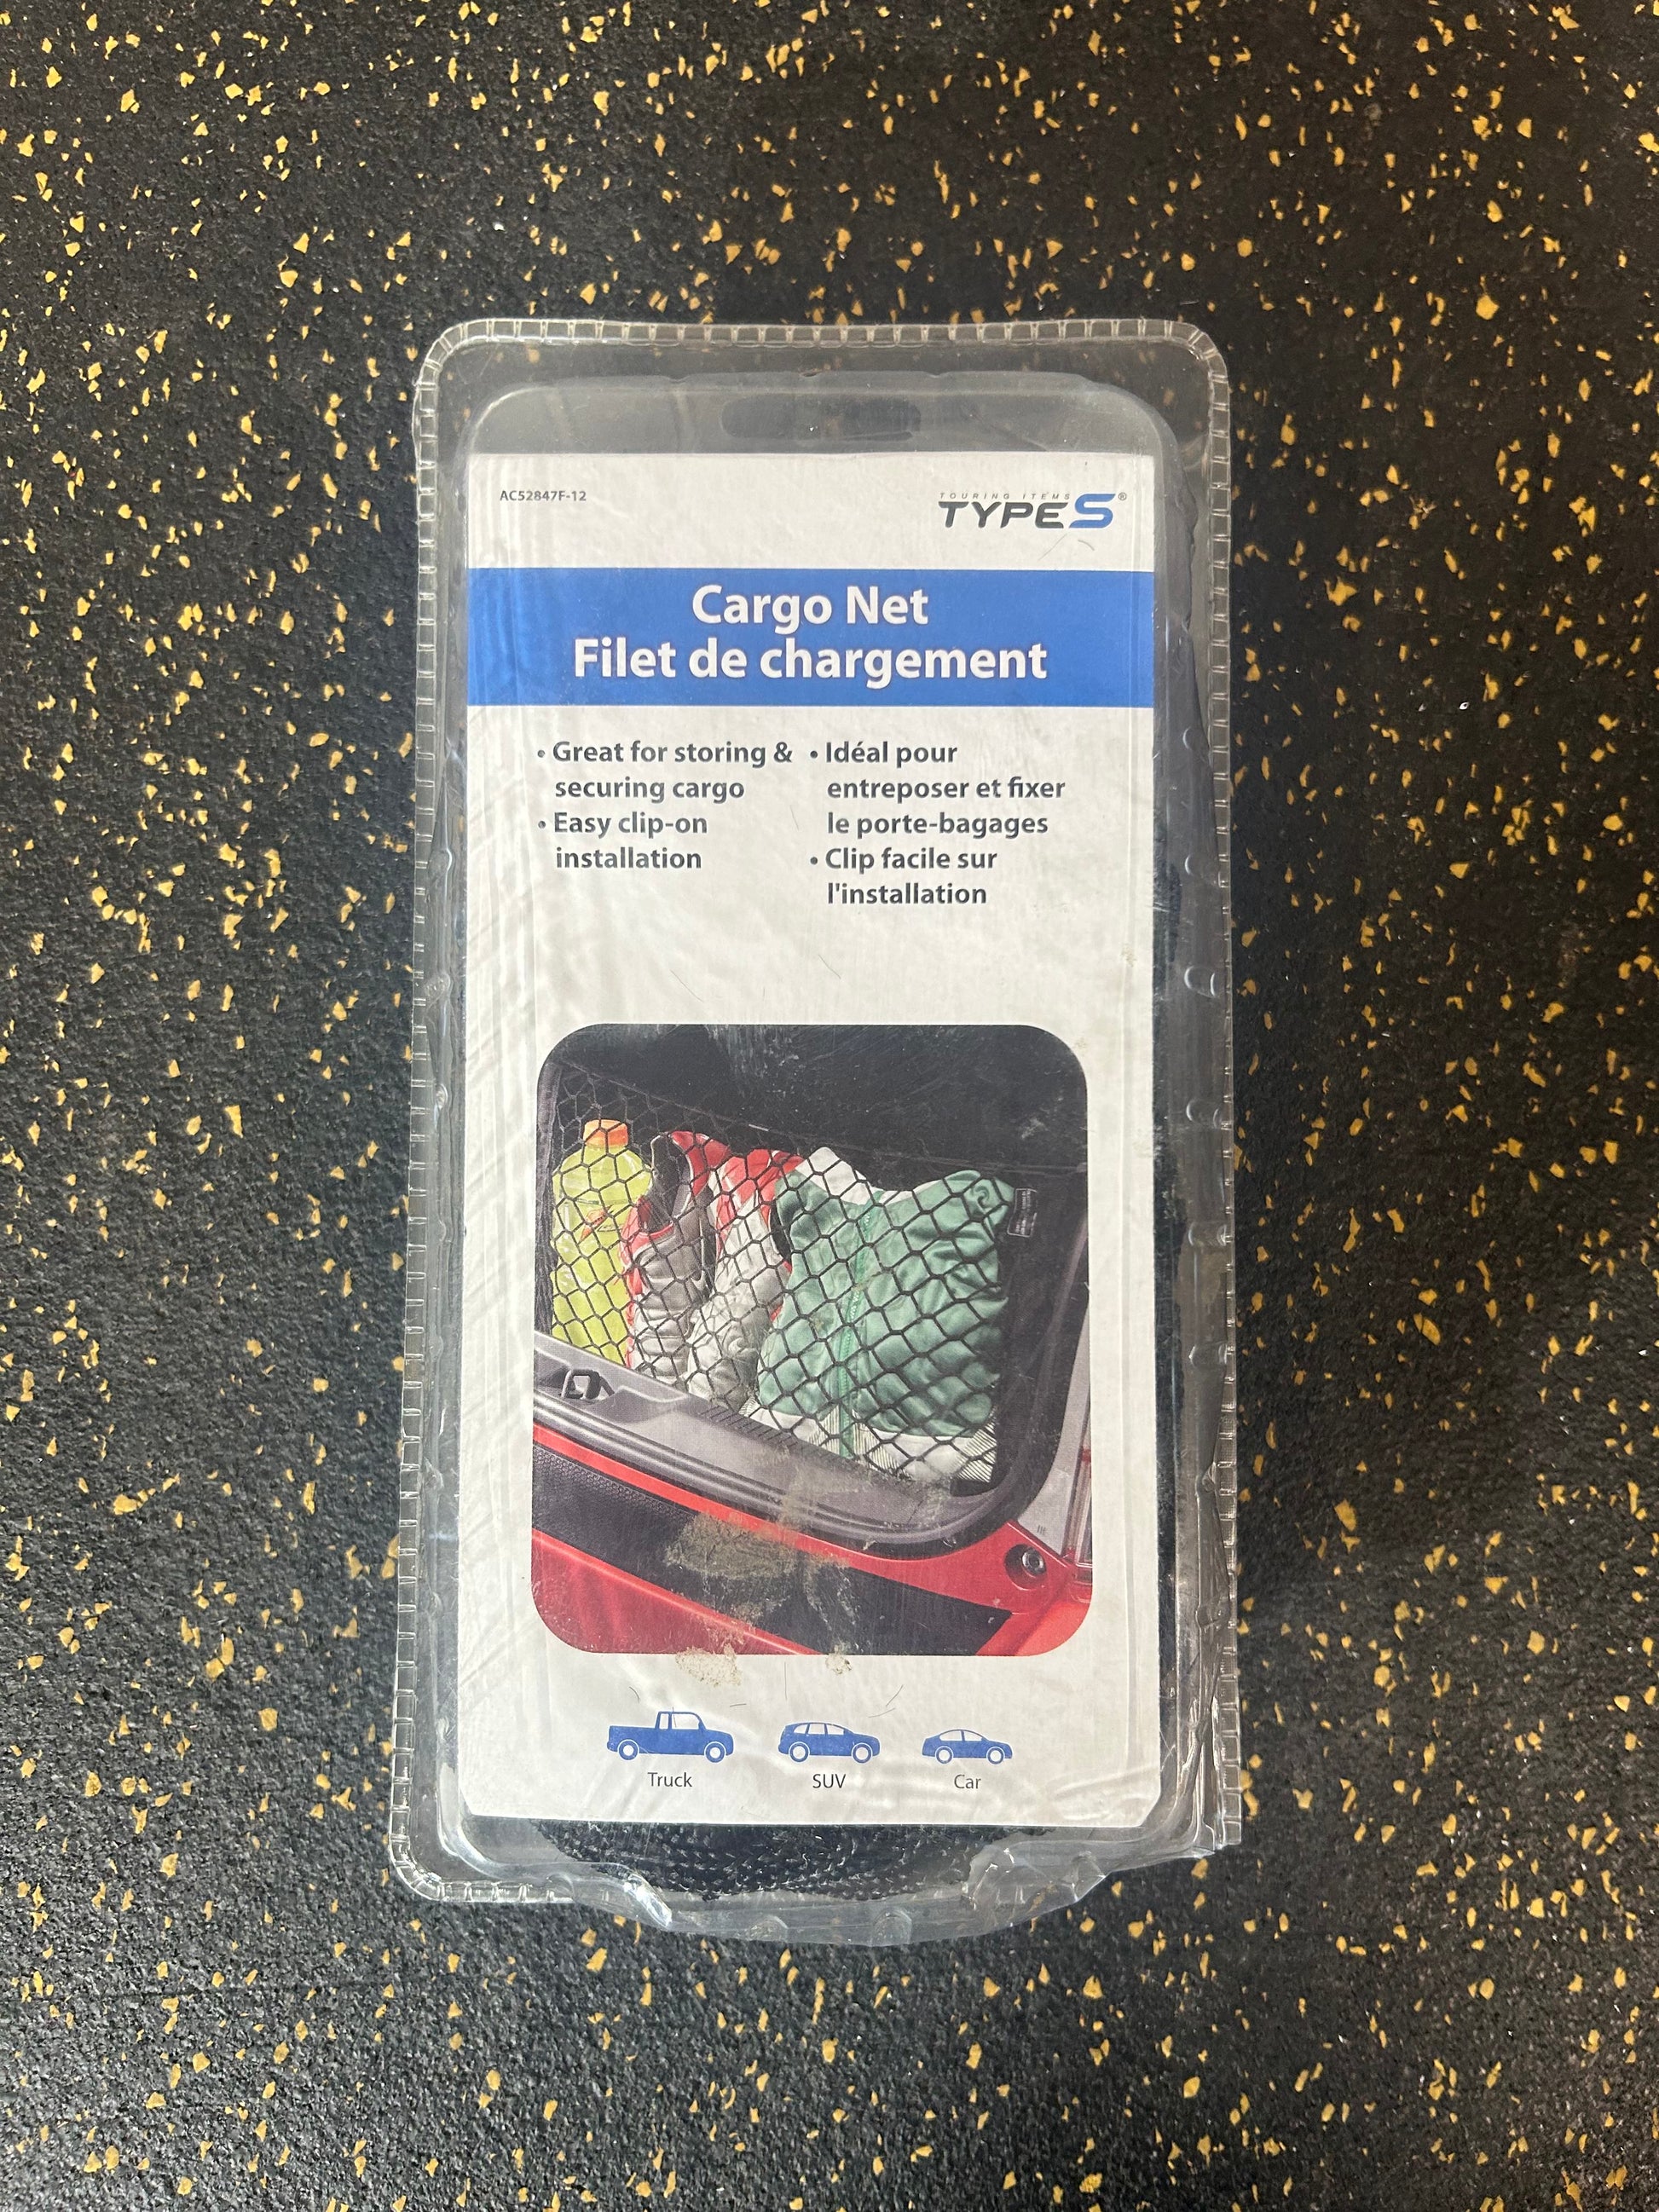 AC52847F-12
TOURING ITEMS
TYPE S®
Cargo Net
Filet de chargement
• Great for storing &
securing cargo
• Easy clip-on
installation
• Idéal pour
entreposer et fixer
le porte-bagages
• Clip facile sur
l'installation
Truck
SUV
Car